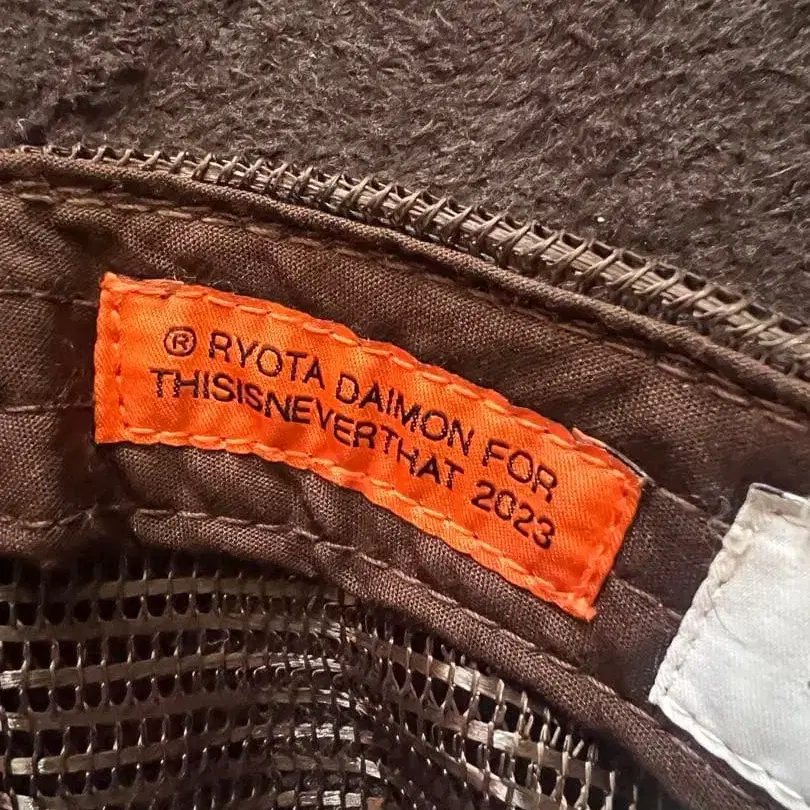 ® RYOTA DAIMON FOR
THISISNEVERTHAT 2023